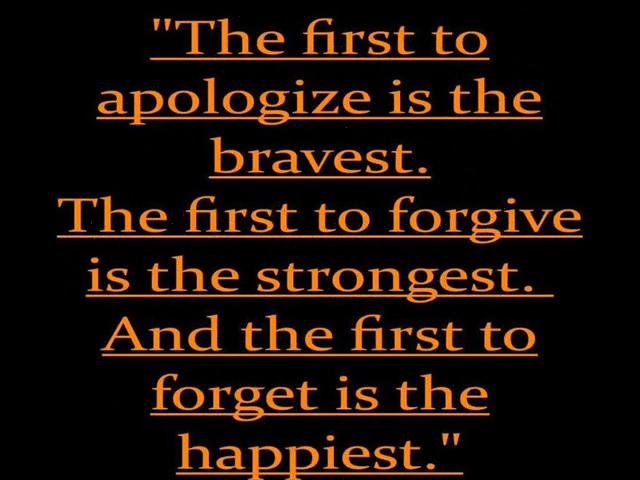 "The first to
apologize is the
bravest.
The first to forgive
is the strongest.
And the first to
forget is the
happiest."